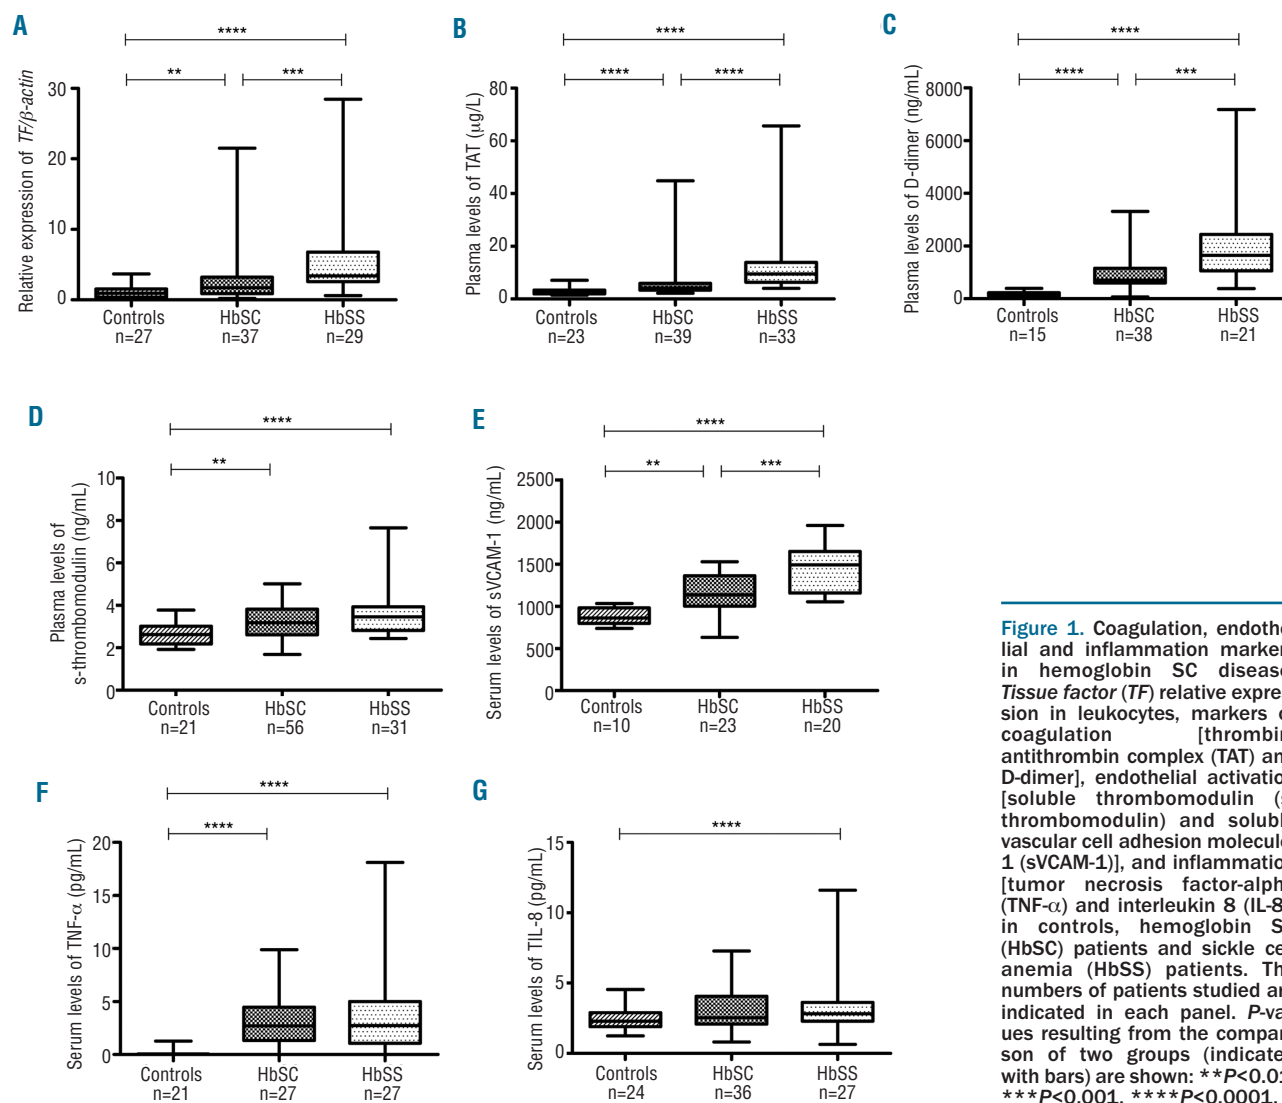 A
**** 
**
***
Relative expression of TF/β-actin
30
20
10
0
Controls
n=27
HbSC
n=37
HbSS
n=29
B
****
****
****
Plasma levels of TAT (µg/L)
80
60
40
20
0
Controls
n=23
HbSC
n=39
HbSS
n=33
C
****
****
***
Plasma levels of D-dimer (ng/mL)
8000
6000
4000
2000
0
Controls
n=15
HbSC
n=38
HbSS
n=21
D
****
**
Plasma levels of
s-thrombomodulin (ng/mL)
10
8
6
4
2
0
Controls
n=21
HbSC
n=56
HbSS
n=31
E
****
**
***
Serum levels of sVCAM-1 (ng/mL)
2500
2000
1500
1000
500
0
Controls
n=10
HbSC
n=23
HbSS
n=20
F
****
****
Serum levels of TNF-α (pg/mL)
20
15
10
5
0
Controls
n=21
HbSC
n=27
HbSS
n=27
G
****
Serum levels of TIL-8 (pg/mL)
15
10
5
0
Controls
n=24
HbSC
n=36
HbSS
n=27
Figure 1. Coagulation, endothe
lial and inflammation marker
in hemoglobin SC diseas
Tissue factor (TF) relative expre
sion in leukocytes, markers o
coagulation [thrombin
antithrombin complex (TAT) an
D-dimer], endothelial activatio
[soluble thrombomodulin (s
thrombomodulin) and solubl
vascular cell adhesion molecul
1 (sVCAM-1)], and inflammatio
[tumor necrosis factor-alph
(TNF-α) and interleukin 8 (IL-8
in controls, hemoglobin S
(HbSC) patients and sickle ce
anemia (HbSS) patients. Th
numbers of patients studied ar
indicated in each panel. P-va
ues resulting from the compar
son of two groups (indicate
with bars) are shown: **P<0.01
***P<0.001, ****P<0.0001.